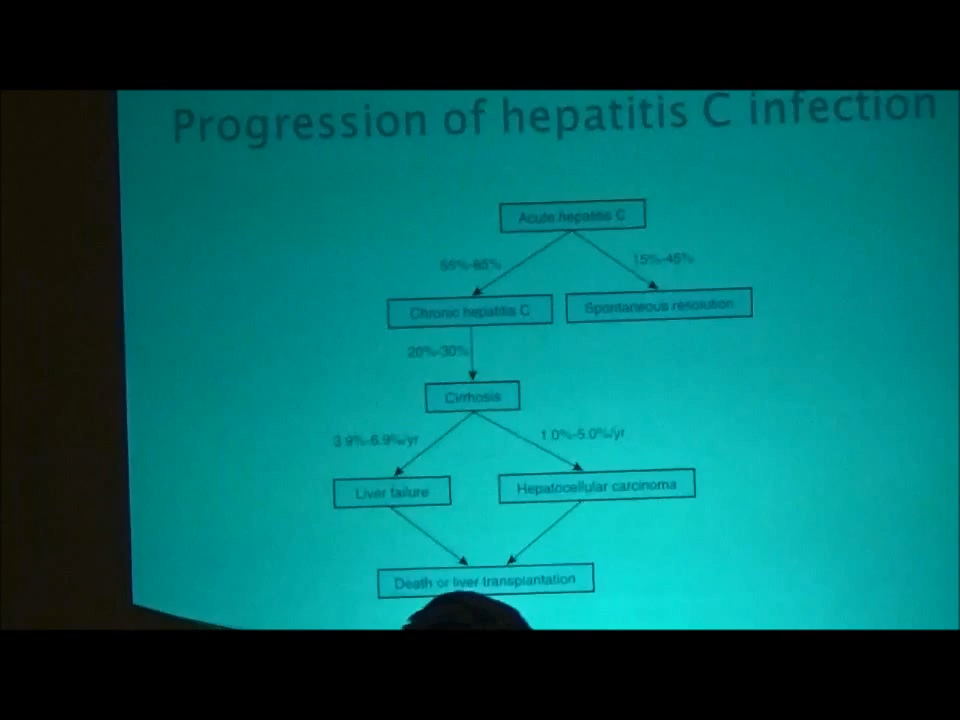 Progression of hepatitis C infection
Acute hepatitis C
55%-85%
15%-45%
Chronic hepatitis C
Spontaneous resolution
20%-30%
Cirrhosis
3.9%-6.9%/yr
1.0%-5.0%/yr
Liver failure
Hepatocellular carcinoma
Death or liver transplantation